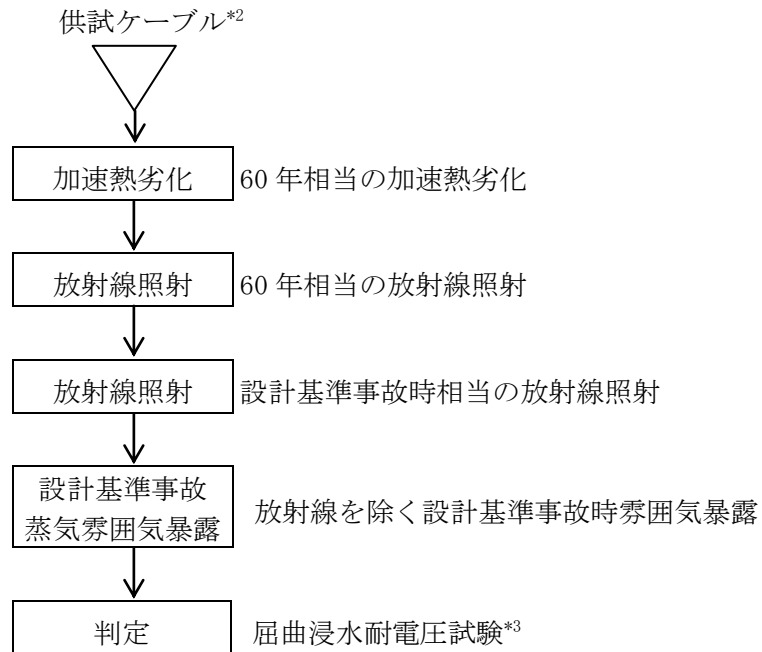 供試ケーブル*2
加速熱劣化 60 年相当の加速熱劣化
放射線照射 60 年相当の放射線照射
放射線照射 設計基準事故時相当の放射線照射
設計基準事故
蒸気雰囲気暴露 放射線を除く設計基準事故時雰囲気暴露
判定 屈曲浸水耐電圧試験*3